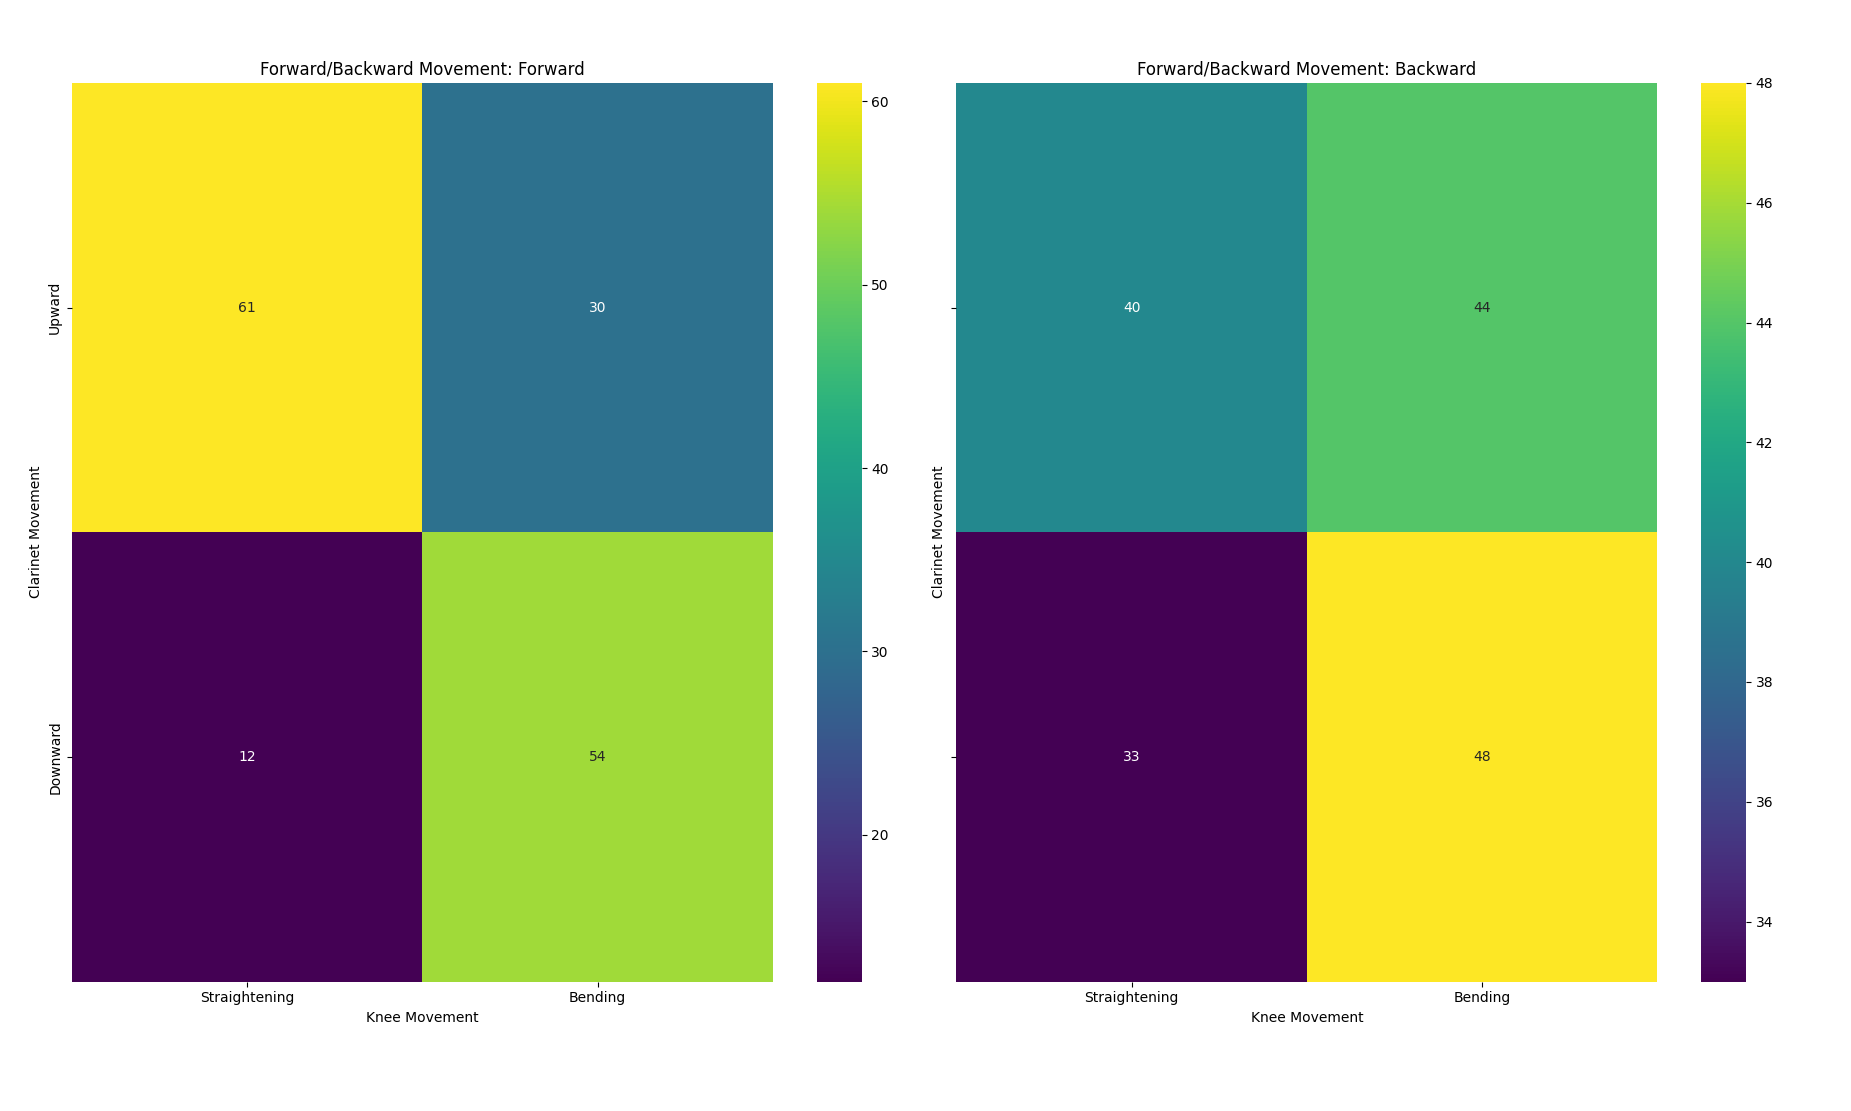 Forward/Backward Movement: Forward
Clarinet Movement
Upward
Downward
61
30
12
54
Straightening
Bending
Knee Movement
60
50
40
30
20
Forward/Backward Movement: Backward
Clarinet Movement
40
44
33
48
Straightening
Bending
Knee Movement
48
46
44
42
40
38
36
34